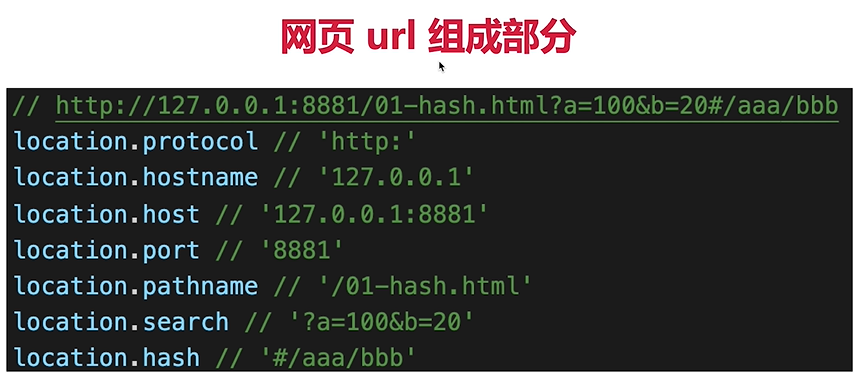 网页 url 组成部分
// http://127.0.0.1:8881/01-hash.html?a=100&b=20#/aaa/bbb
location.protocol // 'http:'
location.hostname // '127.0.0.1'
location.host // '127.0.0.1:8881'
location.port // '8881'
location.pathname // '/01-hash.html'
location.search // '?a=100&b=20'
location.hash // '#/aaa/bbb'